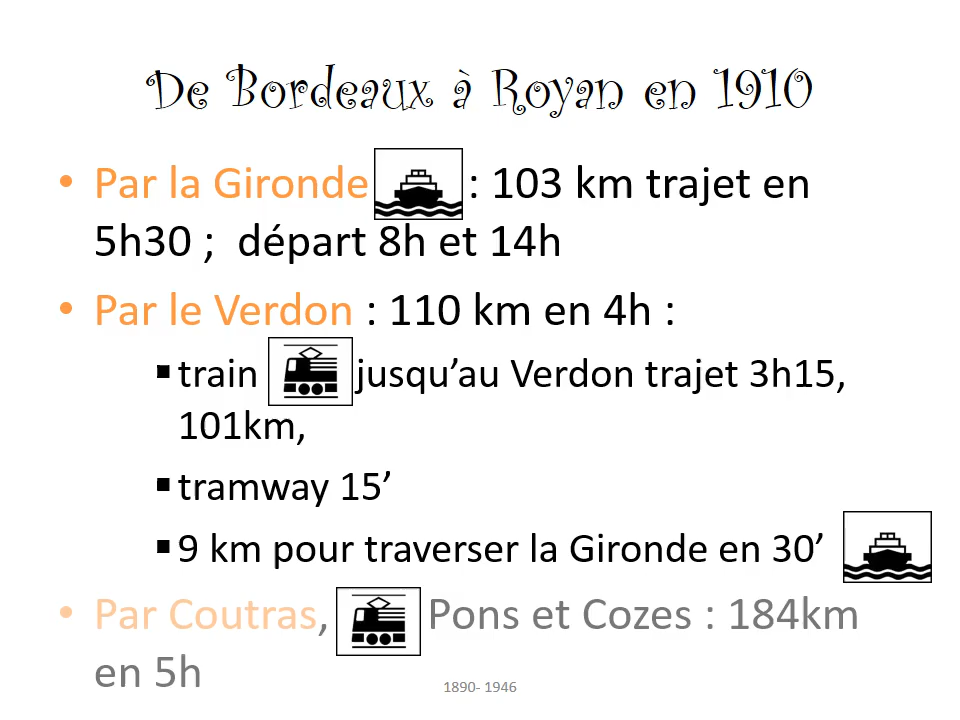 De Bordeaux à Royan en 1910
• Par la Gironde : 103 km trajet en
5h30 ; départ 8h et 14h
• Par le Verdon : 110 km en 4h :
▪ train jusqu’au Verdon trajet 3h15,
101km,
▪ tramway 15’
▪ 9 km pour traverser la Gironde en 30’
• Par Coutras, Pons et Cozes : 184km
en 5h
1890- 1946